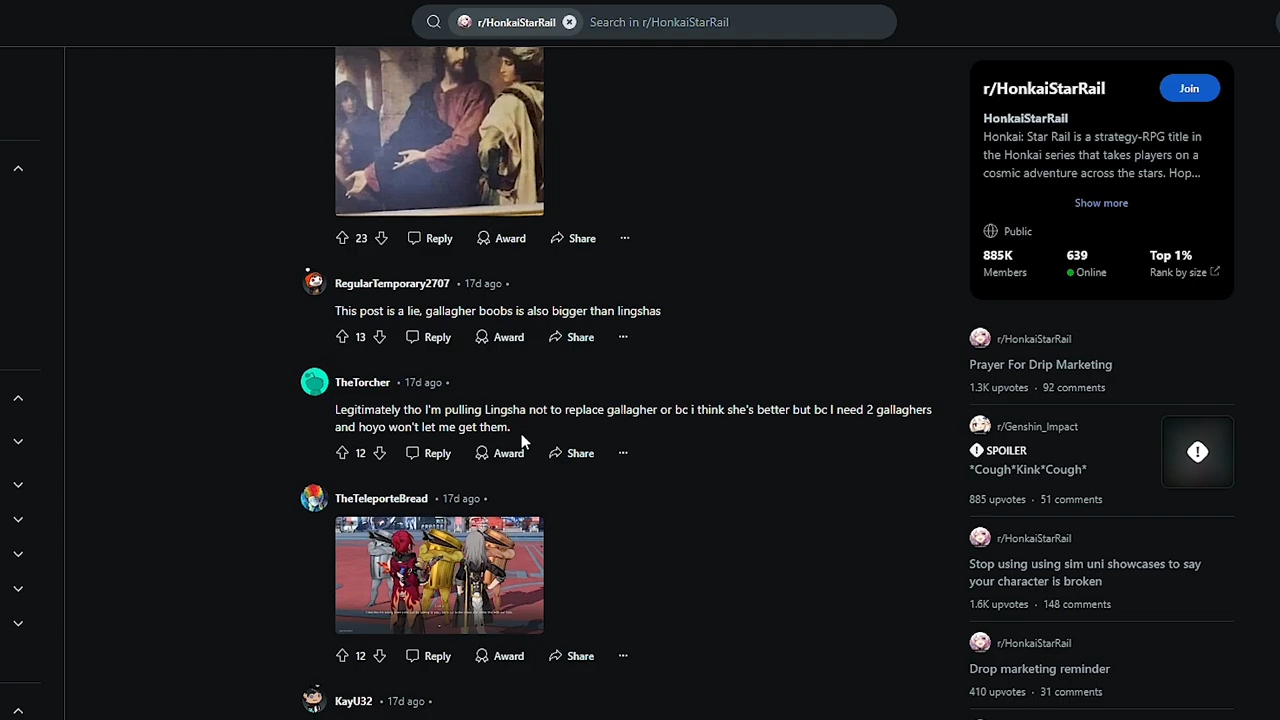 r/HonkaiStarRail
Search in r/HonkaiStarRail
23
Reply
Award
Share
RegularTemporary2707 • 17d ago •
This post is a lie, gallagher boobs is also bigger than lingshas
13
Reply
Award
Share
TheTorcher • 17d ago •
Legitimately tho I'm pulling Lingsha not to replace gallagher or bc i think she's better but bc I need 2 gallaghers
and hoyo won't let me get them.
12
Reply
Award
Share
TheTeleporteBread • 17d ago •
12
Reply
Award
Share
KayU32 • 17d ago •
r/HonkaiStarRail
Join
HonkaiStarRail
Honkai: Star Rail is a strategy-RPG title in
the Honkai series that takes players on a
cosmic adventure across the stars. Hop...
Show more
Public
885K
639
Top 1%
Members
Online
Rank by size
r/HonkaiStarRail
Prayer For Drip Marketing
1.3K upvotes · 92 comments
r/Genshin_Impact
SPOILER
*Cough*Kink*Cough*
885 upvotes · 51 comments
r/HonkaiStarRail
Stop using using sim uni showcases to say
your character is broken
1.6K upvotes · 148 comments
r/HonkaiStarRail
Drop marketing reminder
410 upvotes · 31 comments